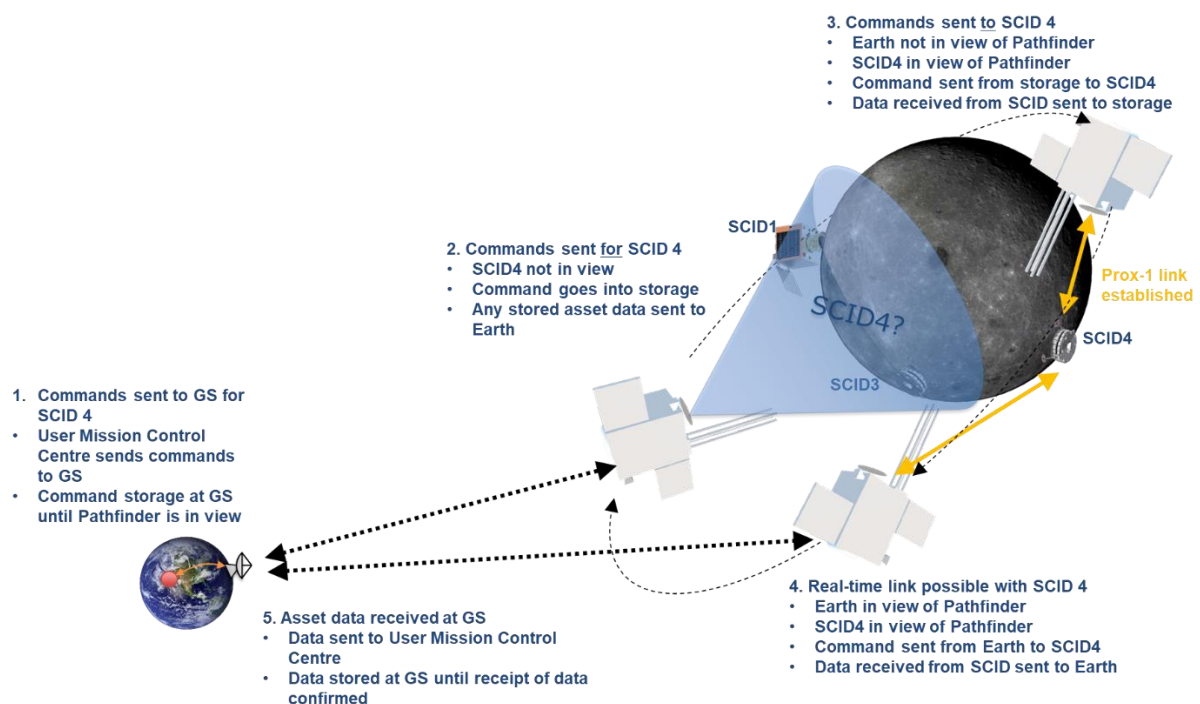 3. Commands sent to SCID 4
• Earth not in view of Pathfinder
• SCID4 in view of Pathfinder
• Command sent from storage to SCID4
• Data received from SCID sent to storage
SCID1
2. Commands sent for SCID 4
• SCID4 not in view
• Command goes into storage
• Any stored asset data sent to
Earth
Prox-1 link
established
SCID4?
SCID4
SCID3
1. Commands sent to GS for
SCID 4
• User Mission Control
Centre sends commands
to GS
• Command storage at GS
until Pathfinder is in view
4. Real-time link possible with SCID 4
• Earth in view of Pathfinder
• SCID4 in view of Pathfinder
• Command sent from Earth to SCID4
• Data received from SCID sent to Earth
5. Asset data received at GS
• Data sent to User Mission Control
Centre
• Data stored at GS until receipt of data
confirmed